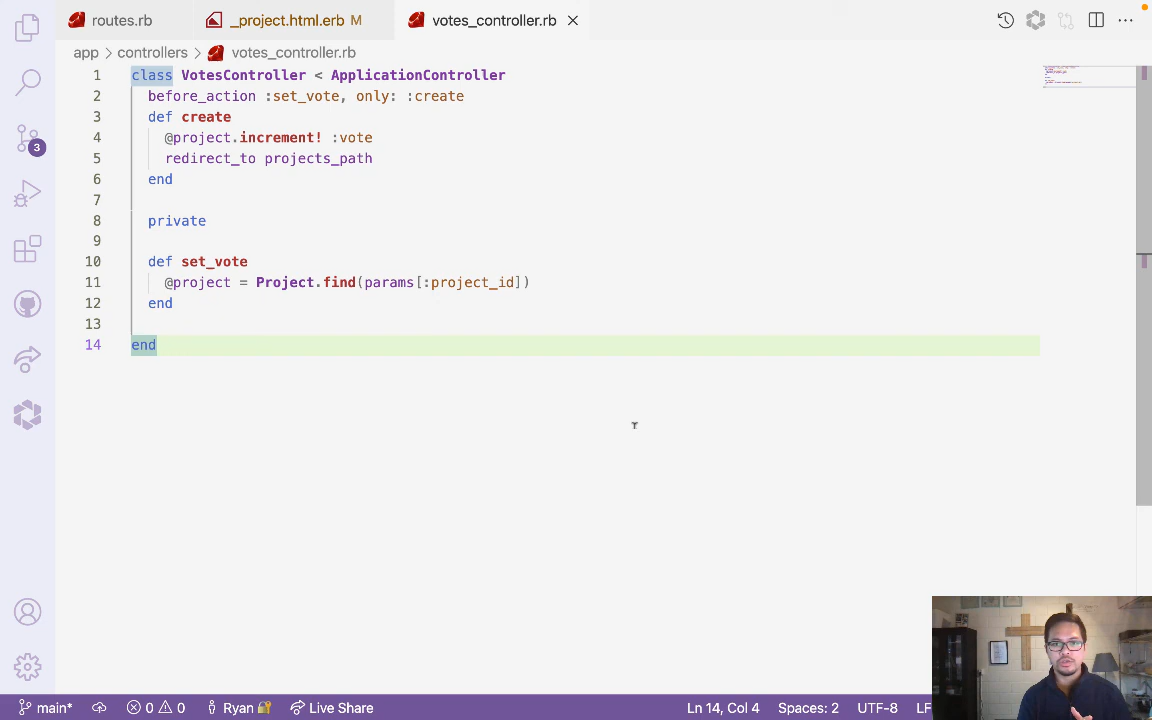 routes.rb
_project.html.erb M
votes_controller.rb
app > controllers > votes_controller.rb
1 class VotesController < ApplicationController
2 before_action :set_vote, only: :create
3 def create
4 @project.increment! :vote
5 redirect_to projects_path
6 end
7
8 private
9
10 def set_vote
11 @project = Project.find(params[:project_id])
12 end
13
14 end
3
main* 0 0 Ryan Live Share Ln 14, Col 4 Spaces: 2 UTF-8 LF